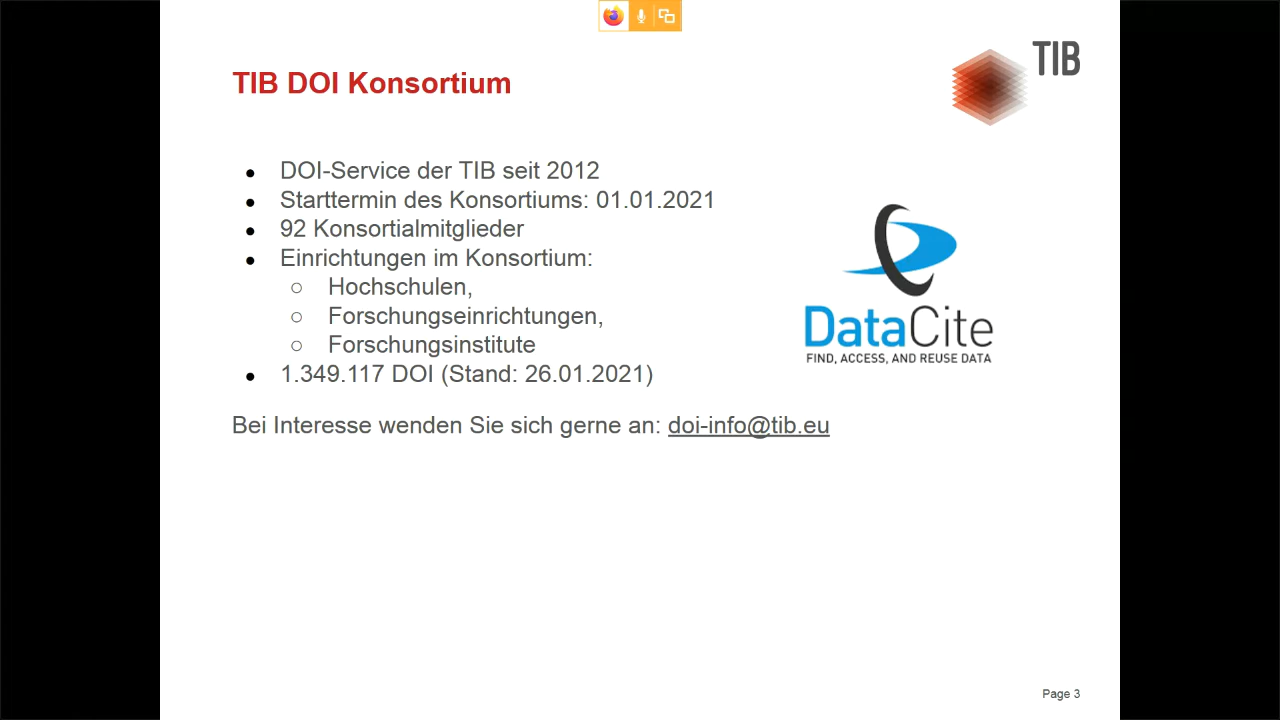 TIB
TIB DOI Konsortium
● DOI-Service der TIB seit 2012
● Starttermin des Konsortiums: 01.01.2021
● 92 Konsortialmitglieder
● Einrichtungen im Konsortium:
○ Hochschulen,
○ Forschungseinrichtungen,
○ Forschungsinstitute
● 1.349.117 DOI (Stand: 26.01.2021)
DataCite
FIND, ACCESS, AND REUSE DATA
Bei Interesse wenden Sie sich gerne an: doi-info@tib.eu
Page 3